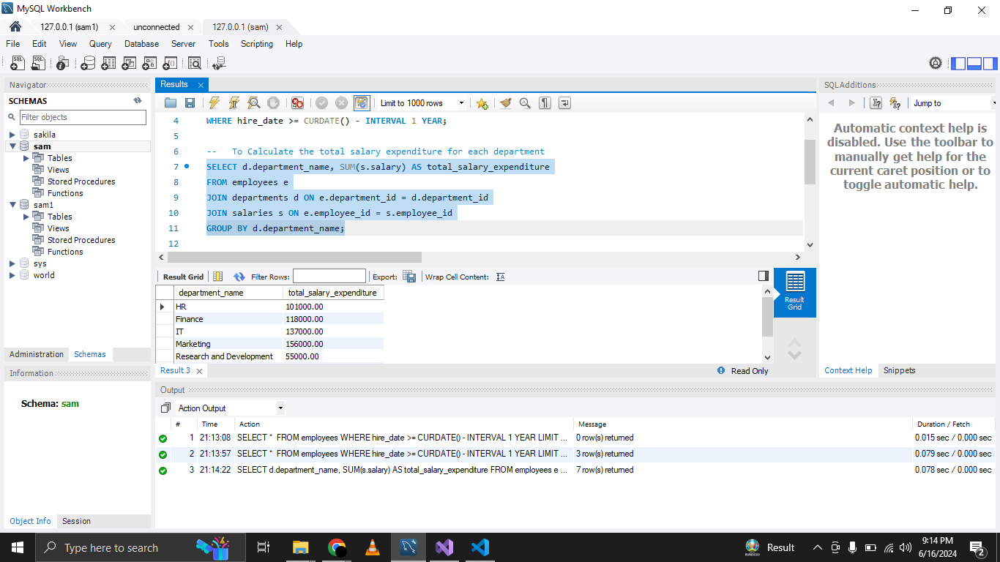 MySQL Workbench
127.0.0.1 (sam1)
unconnected
127.0.0.1 (sam)
File Edit View Query Database Server Tools Scripting Help
Navigator
SCHEMAS
Filter objects
sakila
sam
Tables
Views
Stored Procedures
Functions
sam1
Tables
Views
Stored Procedures
Functions
sys
world
Administration Schemas
Information
Schema: sam
Object Info Session
Results
Limit to 1000 rows
4 WHERE hire_date >= CURDATE() - INTERVAL 1 YEAR;
5
6 -- To Calculate the total salary expenditure for each department
7 SELECT d.department_name, SUM(s.salary) AS total_salary_expenditure
8 FROM employees e
9 JOIN departments d ON e.department_id = d.department_id
10 JOIN salaries s ON e.employee_id = s.employee_id
11 GROUP BY d.department_name;
12
Result Grid Filter Rows: Export: Wrap Cell Content:
department_name total_salary_expenditure
HR 101000.00
Finance 118000.00
IT 137000.00
Marketing 156000.00
Research and Development 55000.00
Result
Grid
Result 3
Read Only
SQLAdditions
Jump to
Automatic context help is
disabled. Use the toolbar to
manually get help for the
current caret position or to
toggle automatic help.
Context Help Snippets
Output
Action Output
# Time Action Message Duration / Fetch
1 21:13:08 SELECT * FROM employees WHERE hire_date >= CURDATE() - INTERVAL 1 YEAR LIMIT ... 0 row(s) returned 0.015 sec / 0.000 sec
2 21:13:57 SELECT * FROM employees WHERE hire_date >= CURDATE() - INTERVAL 1 YEAR LIMIT ... 3 row(s) returned 0.079 sec / 0.000 sec
3 21:14:22 SELECT d.department_name, SUM(s.salary) AS total_salary_expenditure FROM employees e ... 7 row(s) returned 0.078 sec / 0.000 sec
Type here to search
Result
9:14 PM
6/16/2024
2